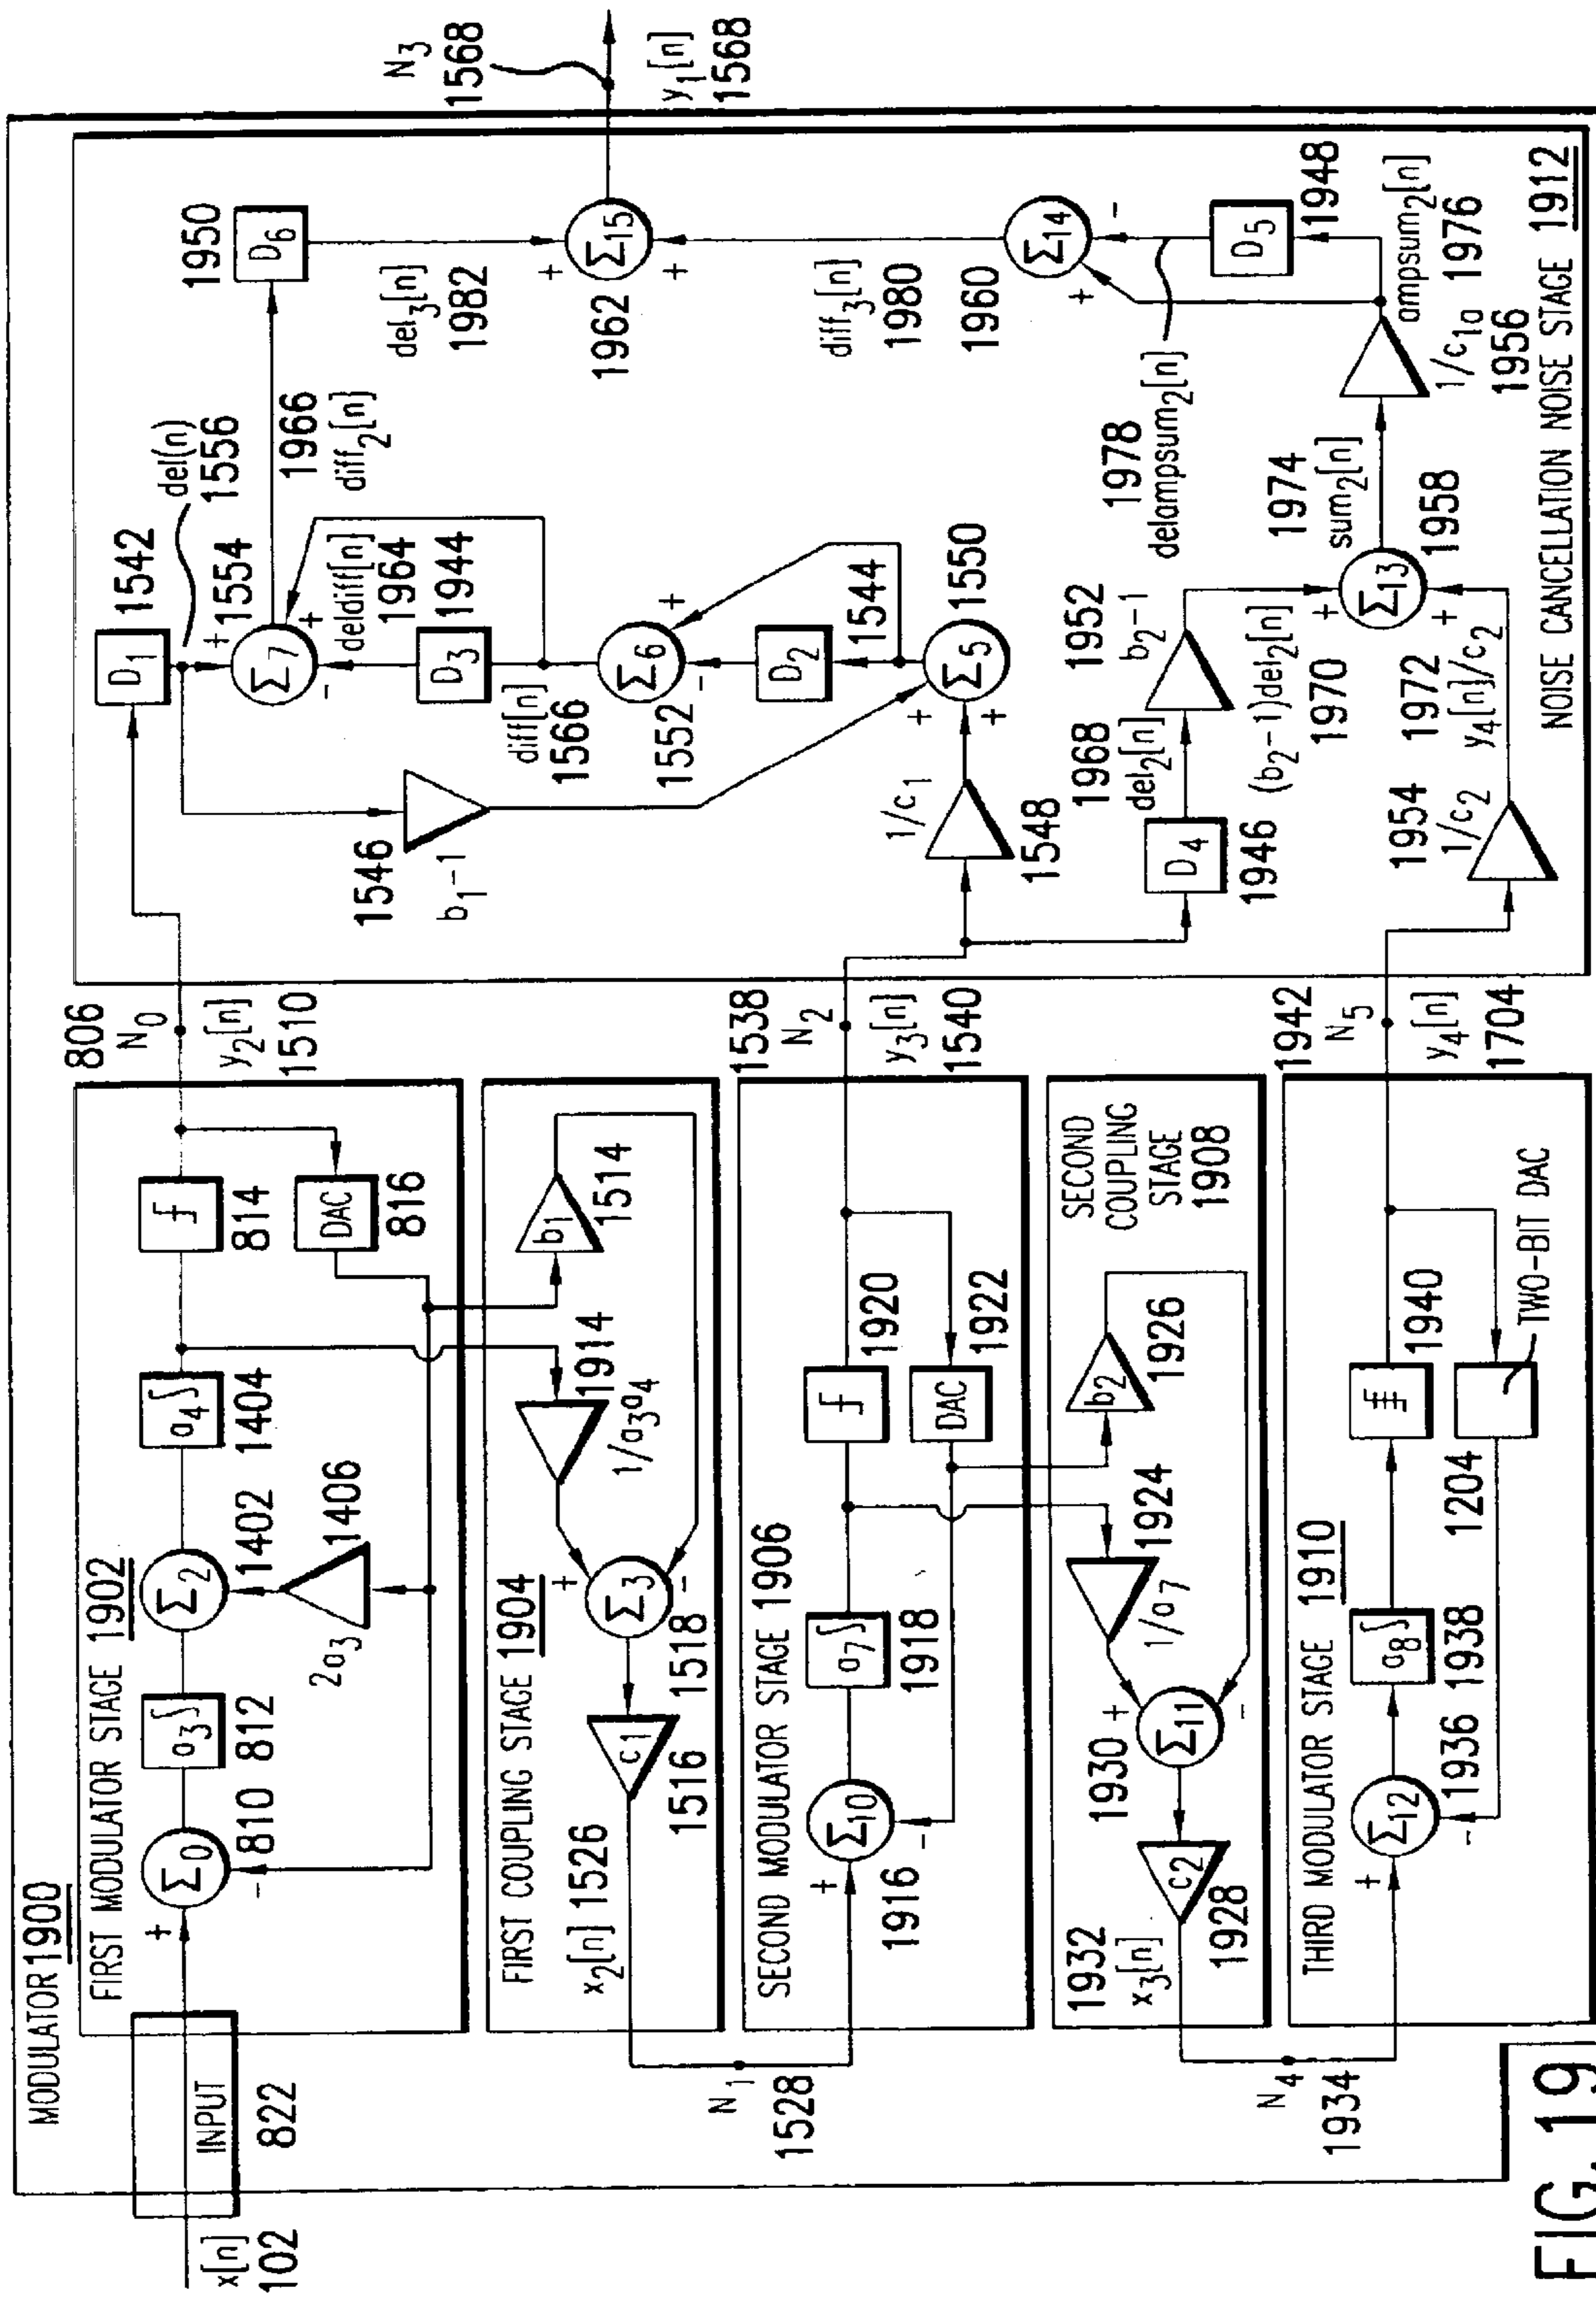 MODULATOR 1900
x[n]
102
INPUT
822
FIRST MODULATOR STAGE 1902
+
-
Σ0
810
a3∫
812
Σ2
1402
2a3
1406
a4∫
1404
814
DAC
816
806
N0
y2[n]
1510
FIRST COUPLING STAGE 1904
b1
1514
1914
1/a3a4
+
Σ3
-
1518
c1
1516
x2[n] 1526
N1
1528
SECOND MODULATOR STAGE 1906
+
Σ10
-
1916
a7∫
1918
1920
DAC
1922
1538
N2
y3[n]
1540
SECOND
COUPLING
STAGE
1908
b2
1926
1924
1/a7
1930
+
Σ11
-
c2
1928
1932
x3[n]
N4
1934
THIRD MODULATOR STAGE 1910
+
Σ12
-
1936
a8∫
1938
1940
1204
TWO-BIT DAC
1942
N5
y4[n]
1704
D1
1542
del(n)
1556
+
1554
Σ7
+
-
1966
diff2[n]
deldiff[n]
1964
D3
1944
1546
b1-1
diff[n]
1566
Σ6
+
-
1552
D2
1544
Σ5
1550
+
+
1/c1
1548
1950
D6
del3[n]
1982
+
Σ15
+
1962
N3
1568
y1[n]
1568
diff3[n]
1980
1960
Σ14
+
-
D5
1948
1978
delampsum2[n]
ampsum2[n]
1976
1/c1a
1956
1968
del2[n]
D4
1946
1952
b2-1
(b2-1)del2[n]
1970
+
Σ13
+
1958
1974
sum2[n]
1972
y4[n]/c2
1954
1/c2
NOISE CANCELLATION NOISE STAGE 1912
FIG. 19